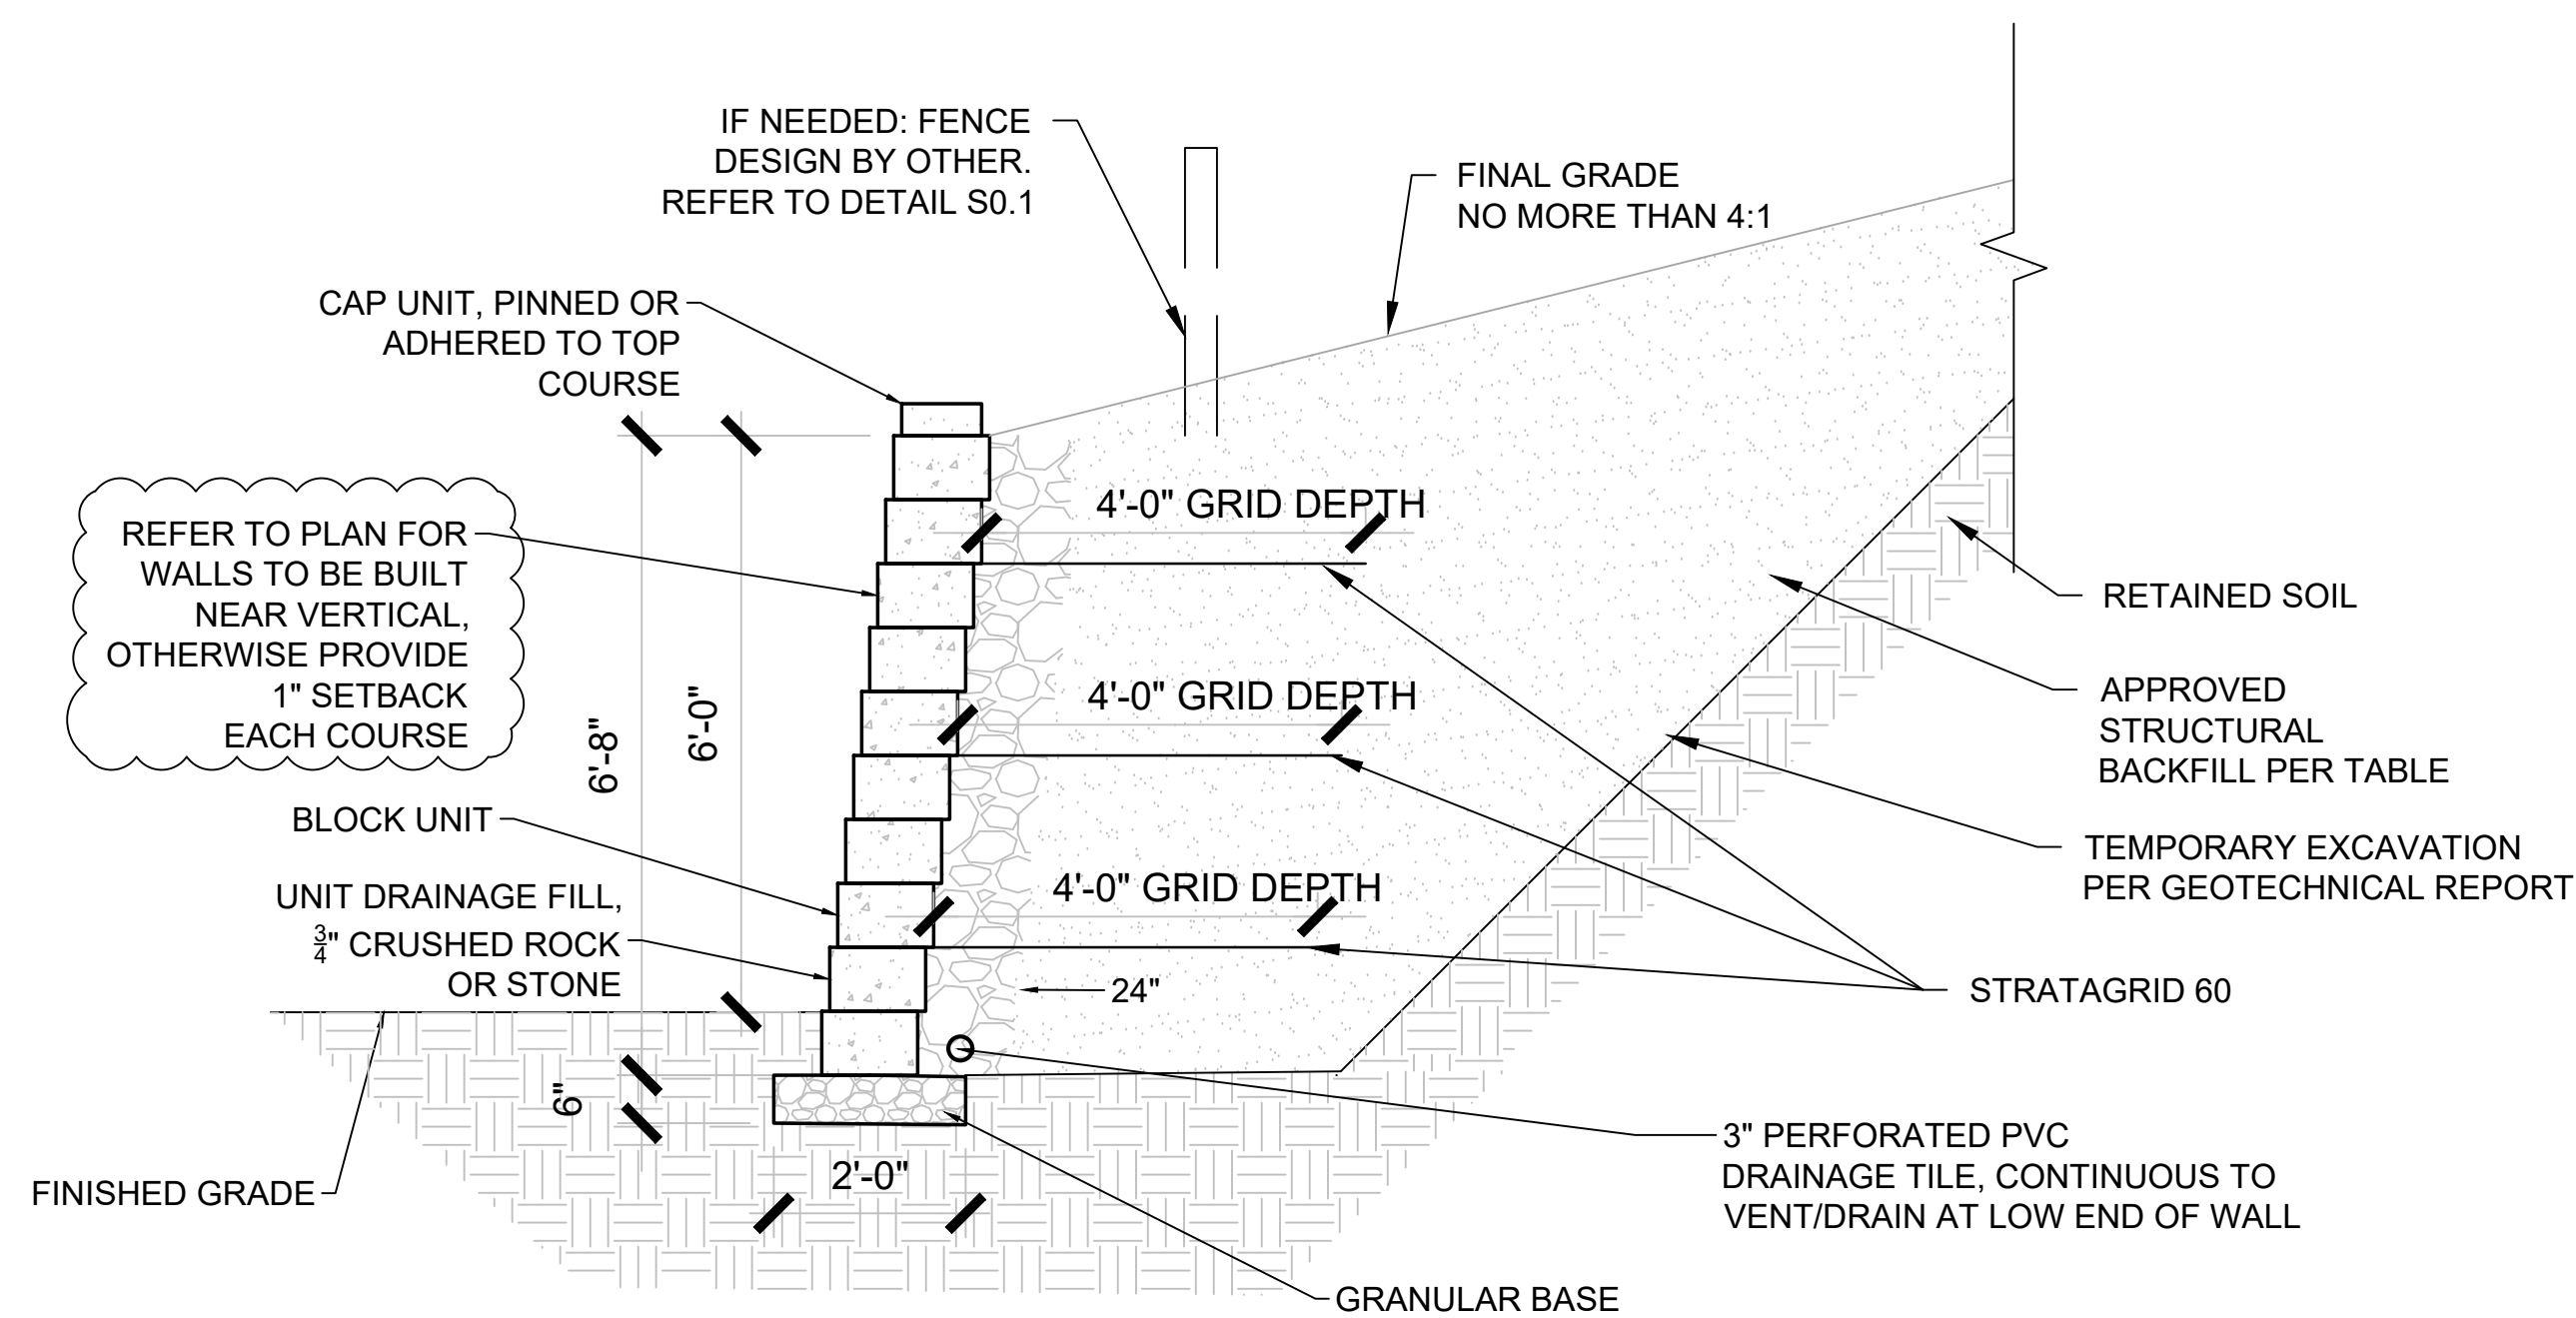 IF NEEDED: FENCE
DESIGN BY OTHER.
REFER TO DETAIL S0.1
FINAL GRADE
NO MORE THAN 4:1
CAP UNIT, PINNED OR
ADHERED TO TOP
COURSE
REFER TO PLAN FOR
WALLS TO BE BUILT
NEAR VERTICAL,
OTHERWISE PROVIDE
1" SETBACK
EACH COURSE
6'-8"
6'-0"
4'-0" GRID DEPTH
4'-0" GRID DEPTH
4'-0" GRID DEPTH
BLOCK UNIT
UNIT DRAINAGE FILL,
3/4" CRUSHED ROCK
OR STONE
24"
6"
2'-0"
FINISHED GRADE
RETAINED SOIL
APPROVED
STRUCTURAL
BACKFILL PER TABLE
TEMPORARY EXCAVATION
PER GEOTECHNICAL REPORT
STRATAGRID 60
3" PERFORATED PVC
DRAINAGE TILE, CONTINUOUS TO
VENT/DRAIN AT LOW END OF WALL
GRANULAR BASE